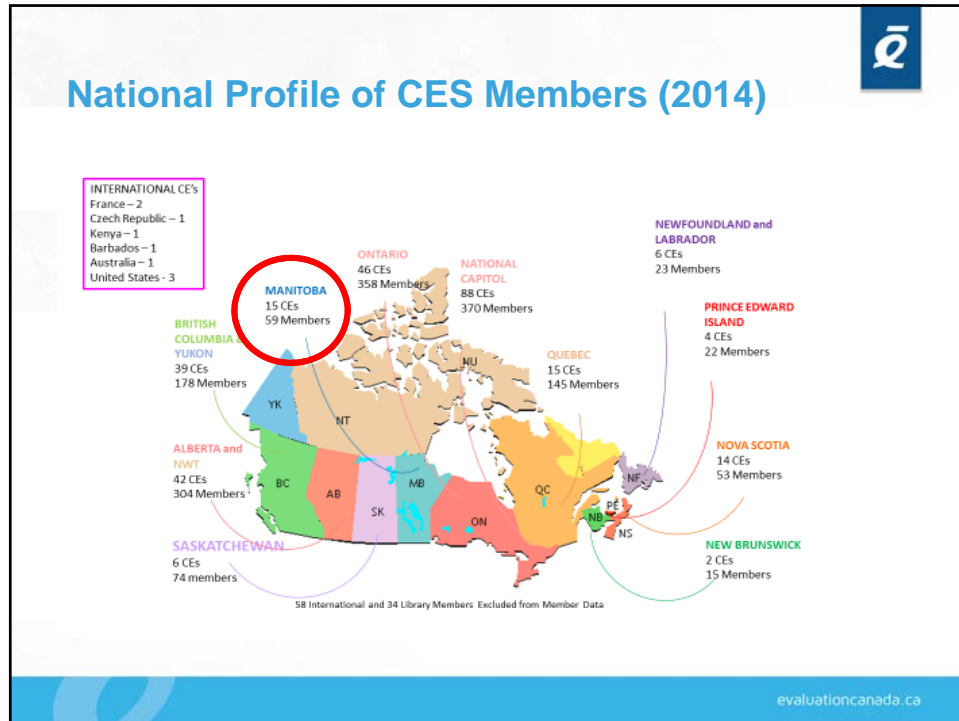 National Profile of CES Members (2014)
INTERNATIONAL CE's
France – 2
Czech Republic – 1
Kenya – 1
Barbados – 1
Australia – 1
United States - 3
MANITOBA
15 CEs
59 Members
ONTARIO
46 CEs
358 Members
NATIONAL
CAPITOL
88 CEs
370 Members
NEWFOUNDLAND and
LABRADOR
6 CEs
23 Members
PRINCE EDWARD
ISLAND
4 CEs
22 Members
BRITISH
COLUMBIA
YUKON
39 CEs
178 Members
QUEBEC
15 CEs
145 Members
ALBERTA and
NWT
42 CEs
304 Members
NOVA SCOTIA
14 CEs
53 Members
SASKATCHEWAN
6 CEs
74 members
NEW BRUNSWICK
2 CEs
15 Members
YK
NT
NU
BC
AB
SK
MB
ON
QC
NF
PE
NB
NS
58 International and 34 Library Members Excluded from Member Data
evaluationcanada.ca